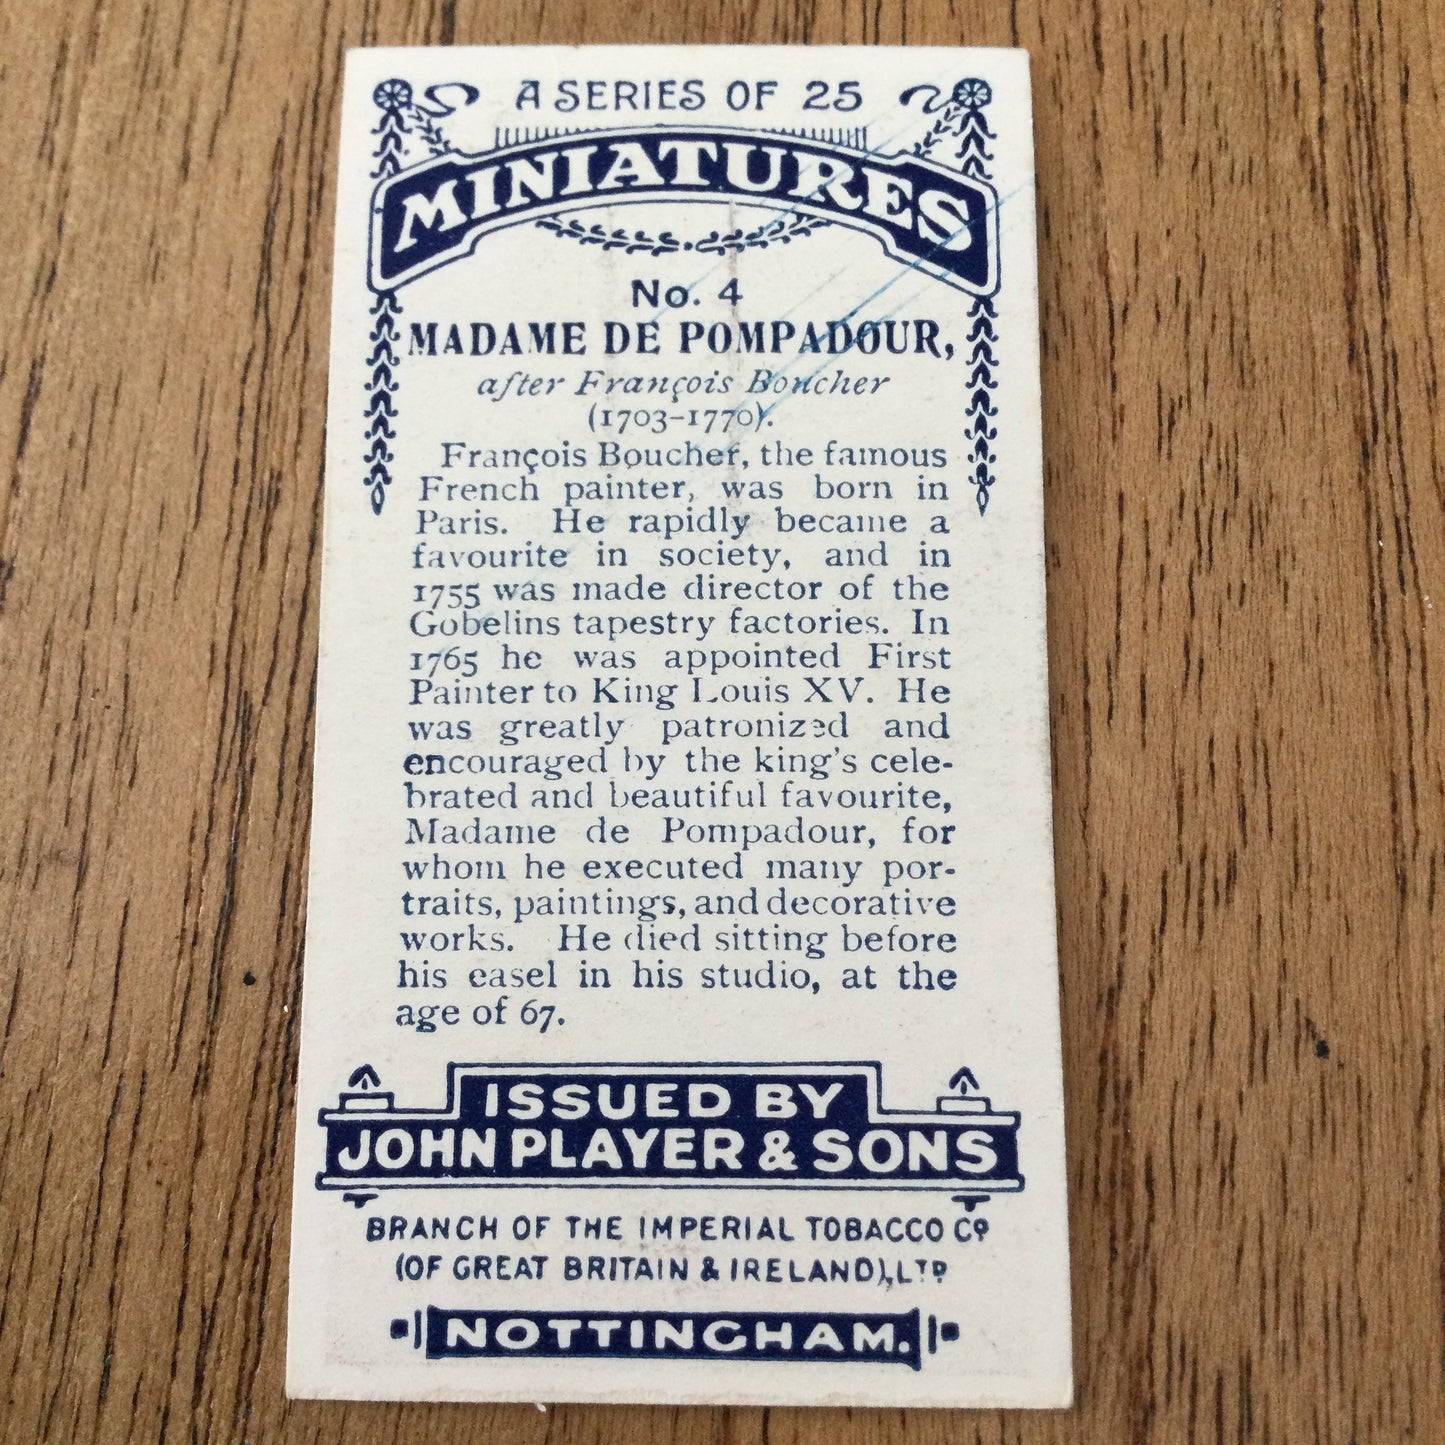 A SERIES OF 25
MINIATURES
No. 4
MADAME DE POMPADOUR,
after François Boucher
(1703-1770).
François Boucher, the famous
French painter, was born in
Paris. He rapidly became a
favourite in society, and in
1755 was made director of the
Gobelins tapestry factories. In
1765 he was appointed First
Painter to King Louis XV. He
was greatly patronized and
encouraged by the king's cele-
brated and beautiful favourite,
Madame de Pompadour, for
whom he executed many por-
traits, paintings, and decorative
works. He died sitting before
his easel in his studio, at the
age of 67.
ISSUED BY
JOHN PLAYER & SONS
BRANCH OF THE IMPERIAL TOBACCO CO
(OF GREAT BRITAIN & IRELAND), LTD
NOTTINGHAM.